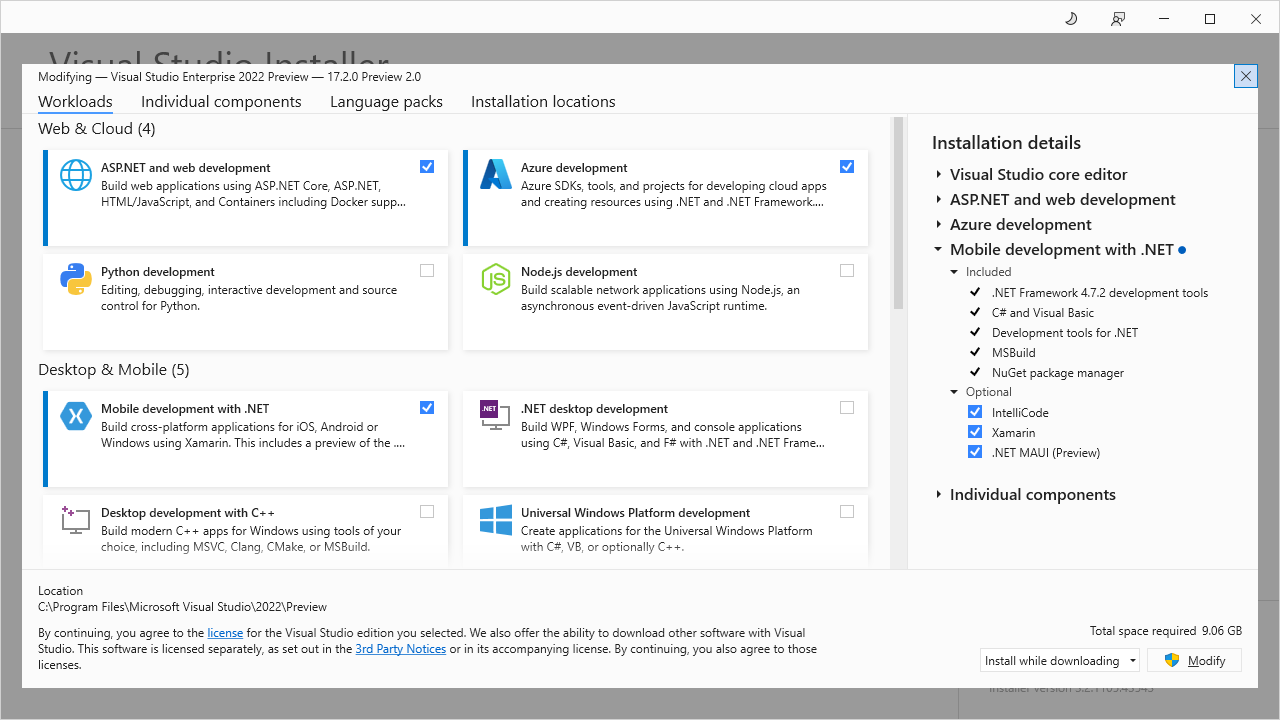 Visual Studio Installer
Modifying — Visual Studio Enterprise 2022 Preview — 17.2.0 Preview 2.0
Workloads
Individual components
Language packs
Installation locations
Web & Cloud (4)
ASP.NET and web development
Build web applications using ASP.NET Core, ASP.NET,
HTML/JavaScript, and Containers including Docker supp...
Azure development
Azure SDKs, tools, and projects for developing cloud apps
and creating resources using .NET and .NET Framework....
Python development
Editing, debugging, interactive development and source
control for Python.
Node.js development
Build scalable network applications using Node.js, an
asynchronous event-driven JavaScript runtime.
Desktop & Mobile (5)
Mobile development with .NET
Build cross-platform applications for iOS, Android or
Windows using Xamarin. This includes a preview of the ....
.NET
.NET desktop development
Build WPF, Windows Forms, and console applications
using C#, Visual Basic, and F# with .NET and .NET Frame...
Desktop development with C++
Build modern C++ apps for Windows using tools of your
choice, including MSVC, Clang, CMake, or MSBuild.
Universal Windows Platform development
Create applications for the Universal Windows Platform
with C#, VB, or optionally C++.
Installation details
Visual Studio core editor
ASP.NET and web development
Azure development
Mobile development with .NET
Included
.NET Framework 4.7.2 development tools
C# and Visual Basic
Development tools for .NET
MSBuild
NuGet package manager
Optional
IntelliCode
Xamarin
.NET MAUI (Preview)
Individual components
Location
C:\Program Files\Microsoft Visual Studio\2022\Preview
By continuing, you agree to the license for the Visual Studio edition you selected. We also offer the ability to download other software with Visual
Studio. This software is licensed separately, as set out in the 3rd Party Notices or in its accompanying license. By continuing, you also agree to those
licenses.
Total space required 9.06 GB
Install while downloading
Modify